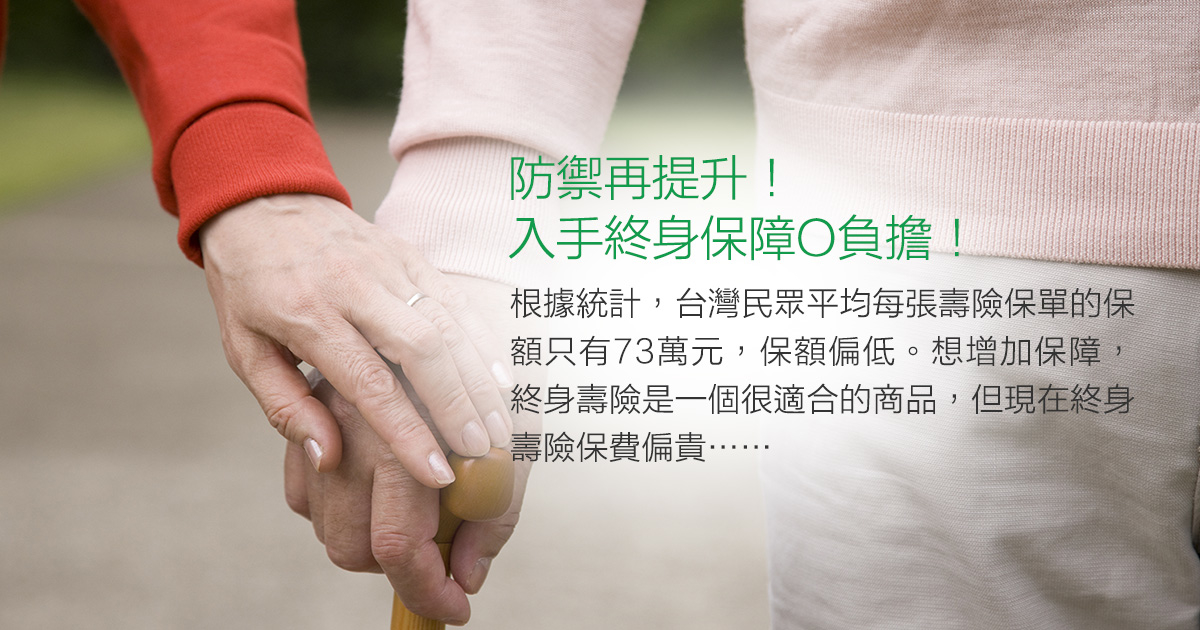 防禦再提升！
入手終身保障O負擔！
根據統計，台灣民眾平均每張壽險保單的保
額只有73萬元，保額偏低。想增加保障，
終身壽險是一個很適合的商品，但現在終身
壽險保費偏貴⋯⋯